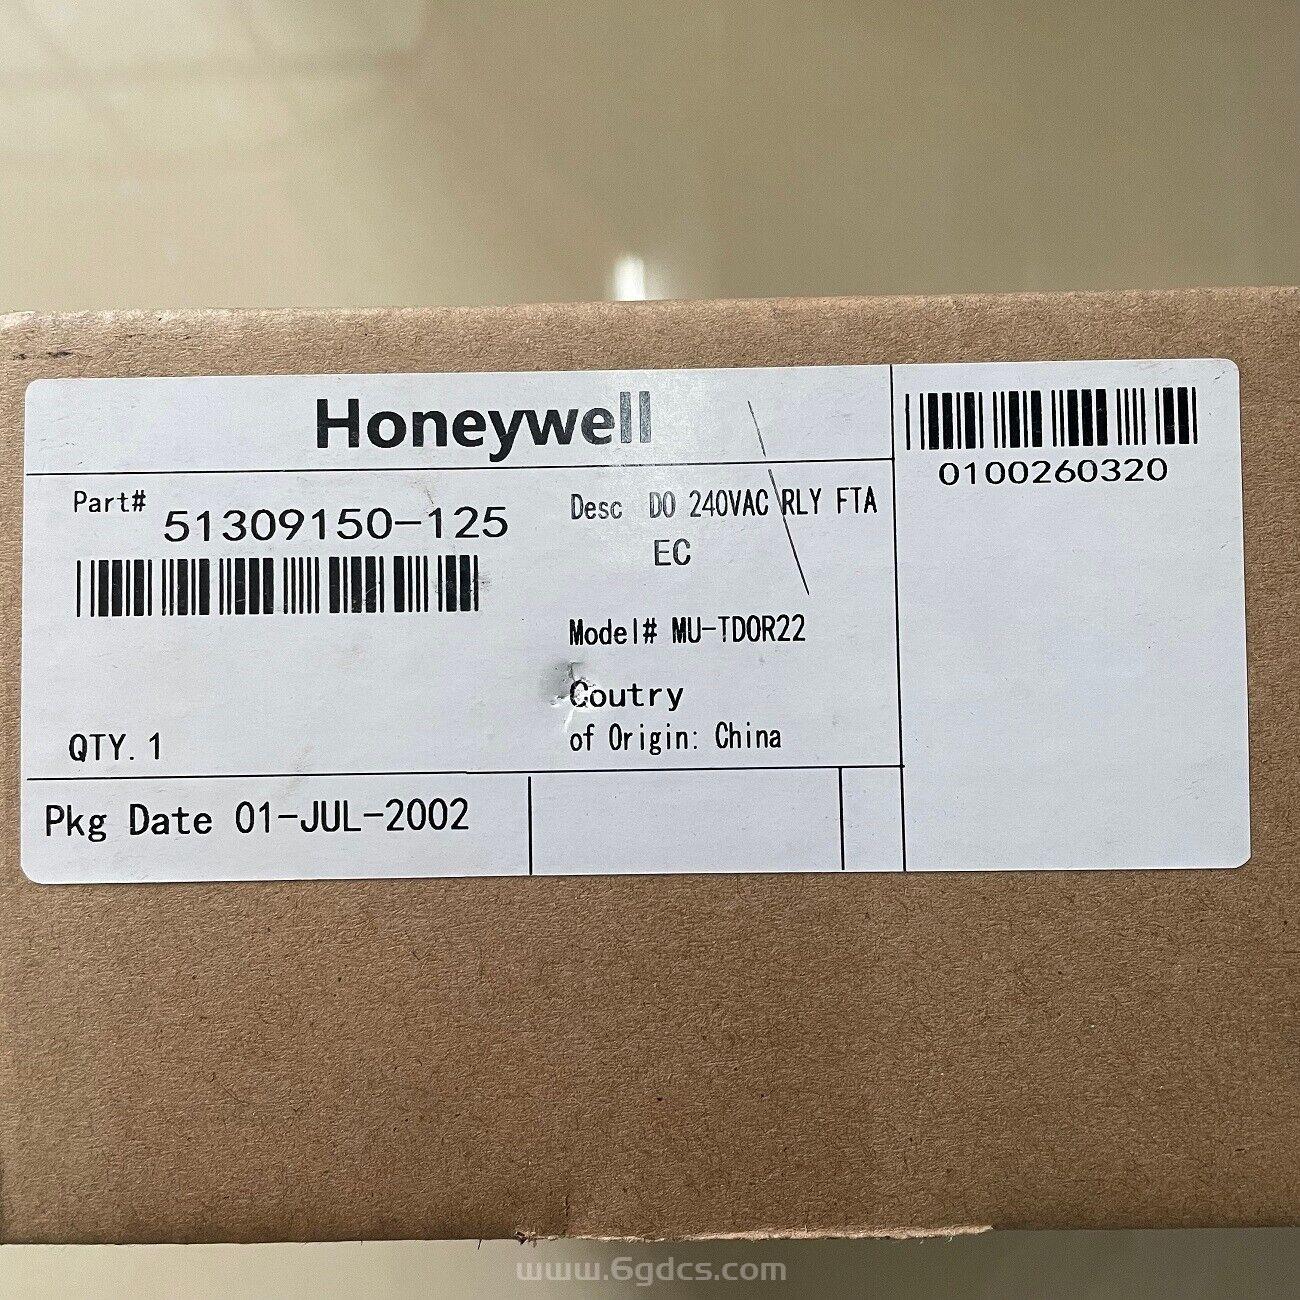 Honeywell
0100260320
Part# 51309150-125
Desc DO 240VAC RLY FTA
EC
Model# MU-TDOR22
Coutry
of Origin: China
QTY. 1
Pkg Date 01-JUL-2002
www.6gdcs.com